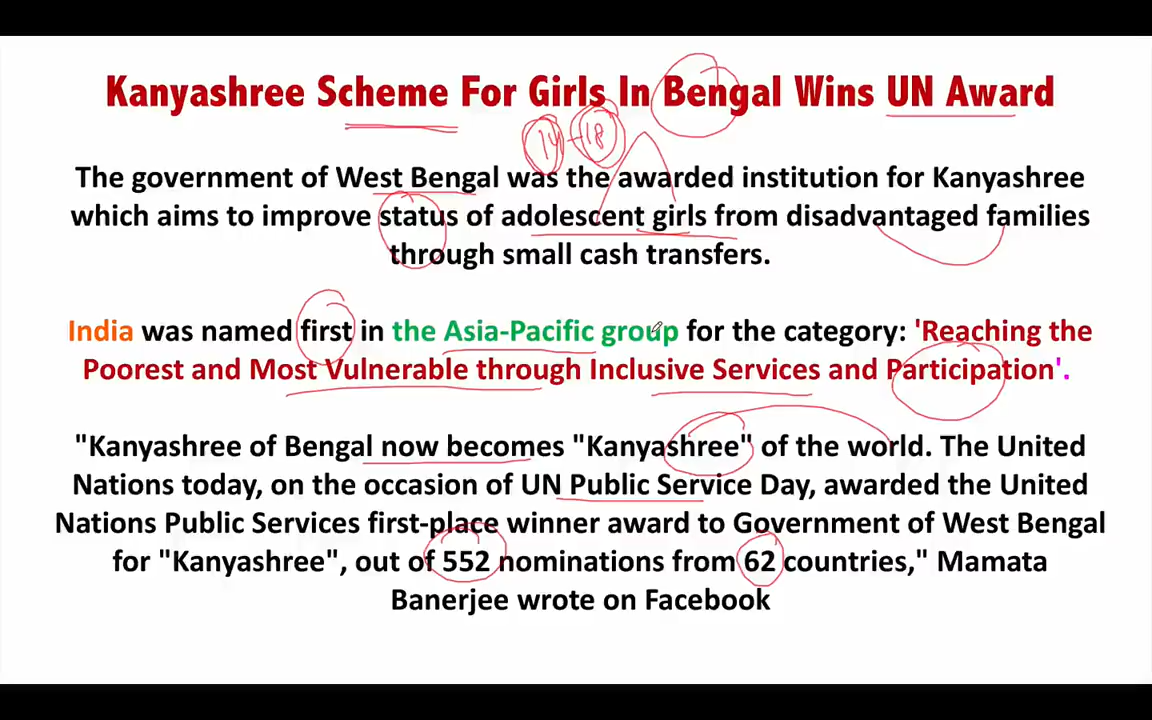 Kanyashree Scheme For Girls In Bengal Wins UN Award
14 - 18
The government of West Bengal was the awarded institution for Kanyashree
which aims to improve status of adolescent girls from disadvantaged families
through small cash transfers.
India was named first in the Asia-Pacific group for the category: 'Reaching the
Poorest and Most Vulnerable through Inclusive Services and Participation'.
"Kanyashree of Bengal now becomes "Kanyashree" of the world. The United
Nations today, on the occasion of UN Public Service Day, awarded the United
Nations Public Services first-place winner award to Government of West Bengal
for "Kanyashree", out of 552 nominations from 62 countries," Mamata
Banerjee wrote on Facebook